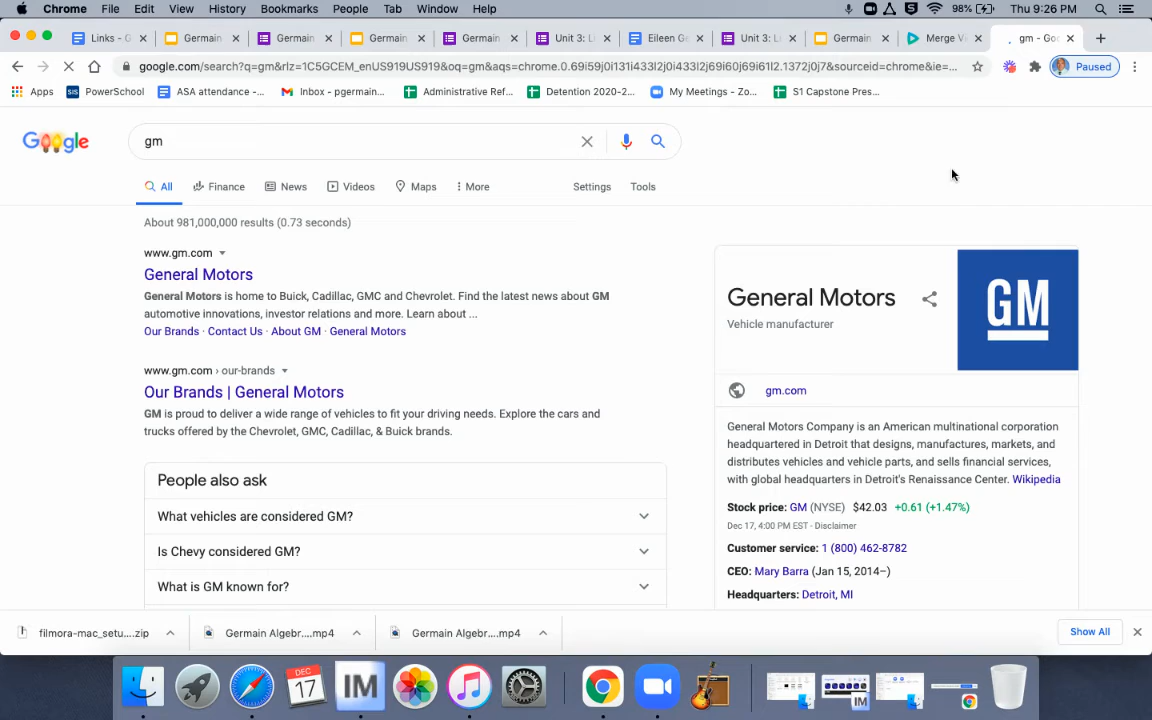 Chrome File Edit View History Bookmarks People Tab Window Help 98% Thu 9:26 PM
Links - G Germain Germain Germain Germain Unit 3: L Eileen Ge Unit 3: L Germain Merge V gm - Goo
google.com/search?q=gm&rlz=1C5GCEM_enUS919US919&oq=gm&aqs=chrome.0.69i59j0i131i433l2j0i433l2j69i60j69i61l2.1372j0j7&sourceid=chrome&ie=... Paused
Apps PowerSchool ASA attendance -... Inbox - pgermain... Administrative Ref... Detention 2020-2... My Meetings - Zo... S1 Capstone Pres...
Google gm
All Finance News Videos Maps More Settings Tools
About 981,000,000 results (0.73 seconds)
www.gm.com
General Motors
General Motors is home to Buick, Cadillac, GMC and Chevrolet. Find the latest news about GM
automotive innovations, investor relations and more. Learn about ...
Our Brands · Contact Us · About GM · General Motors
www.gm.com › our-brands
Our Brands | General Motors
GM is proud to deliver a wide range of vehicles to fit your driving needs. Explore the cars and
trucks offered by the Chevrolet, GMC, Cadillac, & Buick brands.
People also ask
What vehicles are considered GM?
Is Chevy considered GM?
What is GM known for?
General Motors
Vehicle manufacturer
GM
gm.com
General Motors Company is an American multinational corporation
headquartered in Detroit that designs, manufactures, markets, and
distributes vehicles and vehicle parts, and sells financial services,
with global headquarters in Detroit's Renaissance Center. Wikipedia
Stock price: GM (NYSE) $42.03 +0.61 (+1.47%)
Dec 17, 4:00 PM EST - Disclaimer
Customer service: 1 (800) 462-8782
CEO: Mary Barra (Jan 15, 2014–)
Headquarters: Detroit, MI
filmora-mac_setu....zip Germain Algebr....mp4 Germain Algebr....mp4 Show All
DEC
17
IM